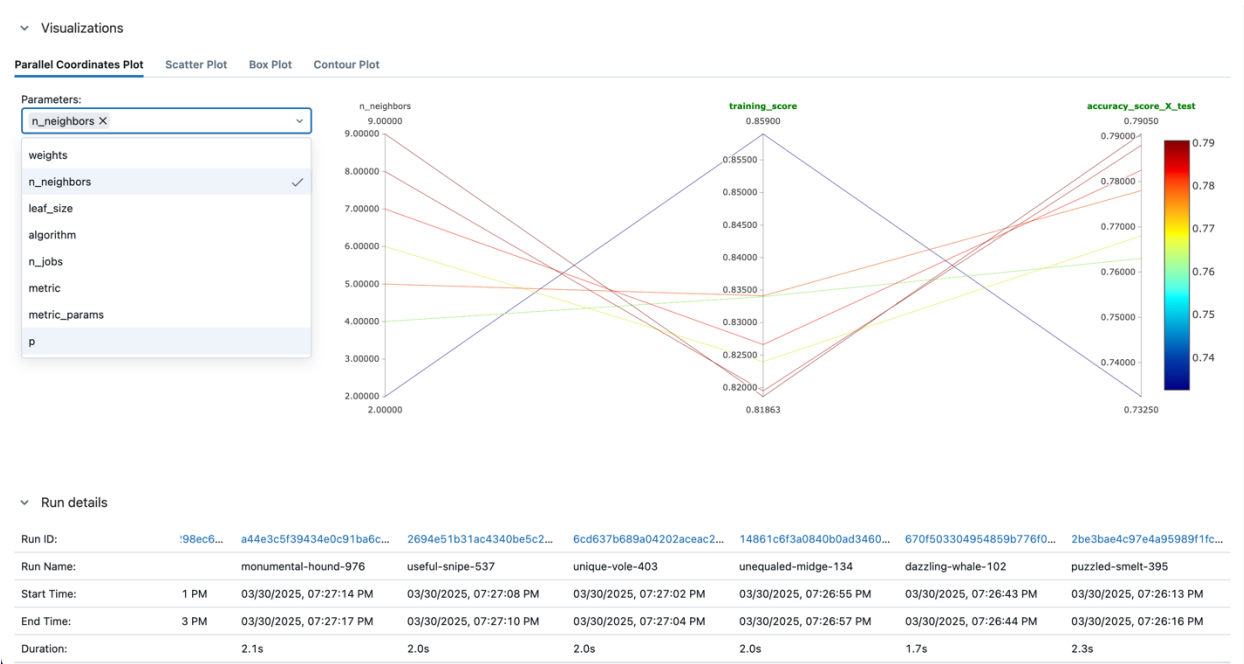 Visualizations
Parallel Coordinates Plot Scatter Plot Box Plot Contour Plot
Parameters:
n_neighbors
weights
n_neighbors
leaf_size
algorithm
n_jobs
metric
metric_params
p
n_neighbors
9.00000
9.00000
8.00000
7.00000
6.00000
5.00000
4.00000
3.00000
2.00000
2.00000
training_score
0.85900
0.85500
0.85000
0.84500
0.84000
0.83500
0.83000
0.82500
0.82000
0.81863
accuracy_score_X_test
0.79050
0.79000
0.78000
0.77000
0.76000
0.75000
0.74000
0.73250
0.79
0.78
0.77
0.76
0.75
0.74
Run details
Run ID: :98ec6... a44e3c5f39434e0c91ba6c... 2694e51b31ac4340be5c2... 6cd637b689a04202aceac2... 14861c6f3a0840b0ad3460... 670f503304954859b776f0... 2be3bae4c97e4a95989f1fc...
Run Name: monumental-hound-976 useful-snipe-537 unique-vole-403 unequaled-midge-134 dazzling-whale-102 puzzled-smelt-395
Start Time: 1 PM 03/30/2025, 07:27:14 PM 03/30/2025, 07:27:08 PM 03/30/2025, 07:27:02 PM 03/30/2025, 07:26:55 PM 03/30/2025, 07:26:43 PM 03/30/2025, 07:26:13 PM
End Time: 3 PM 03/30/2025, 07:27:17 PM 03/30/2025, 07:27:10 PM 03/30/2025, 07:27:04 PM 03/30/2025, 07:26:57 PM 03/30/2025, 07:26:44 PM 03/30/2025, 07:26:16 PM
Duration: 2.1s 2.0s 2.0s 2.0s 1.7s 2.3s